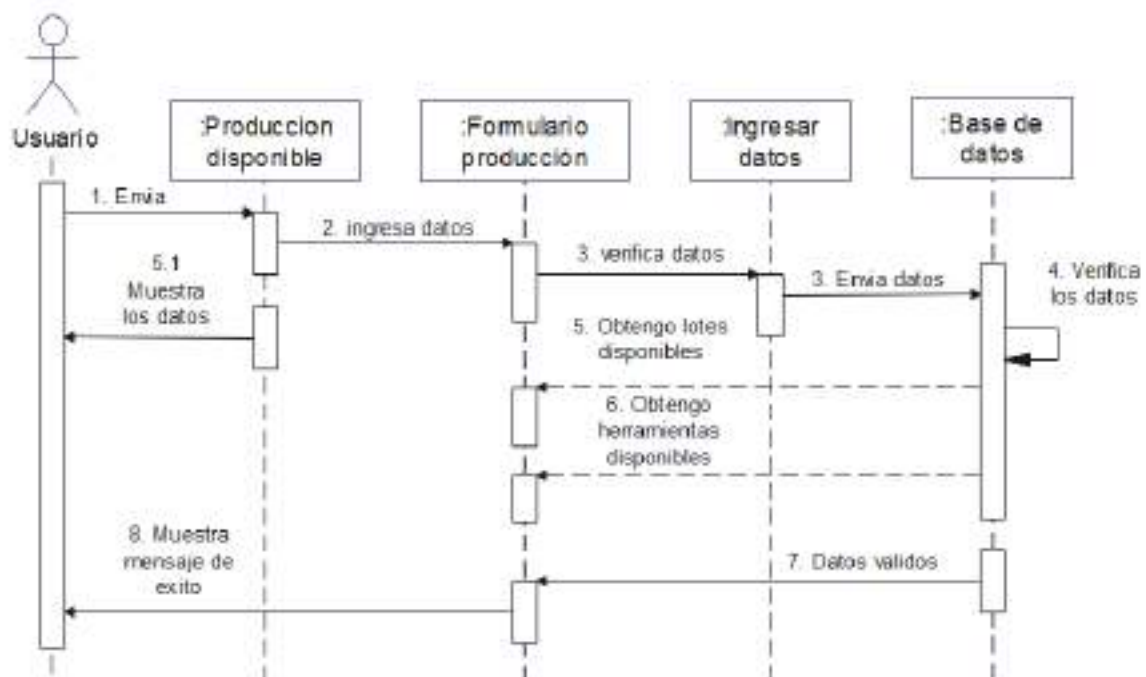 Usuario
:Produccion
disponible
:Formulario
producción
:Ingresar
datos
:Base de
datos
1. Envia
2. ingresa datos
3. verifica datos
3. Envia datos
4. Verifica
los datos
5.1
Muestra
los datos
5. Obtengo lotes
disponibles
6. Obtengo
herramientas
disponibles
7. Datos validos
8. Muestra
mensaje de
exito